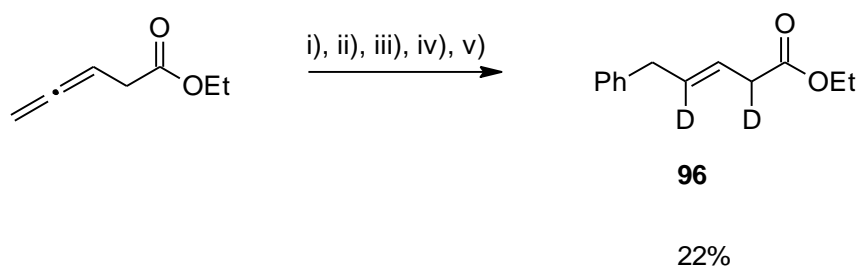 O
OEt
i), ii), iii), iv), v)
O
Ph
OEt
D
D
96
22%